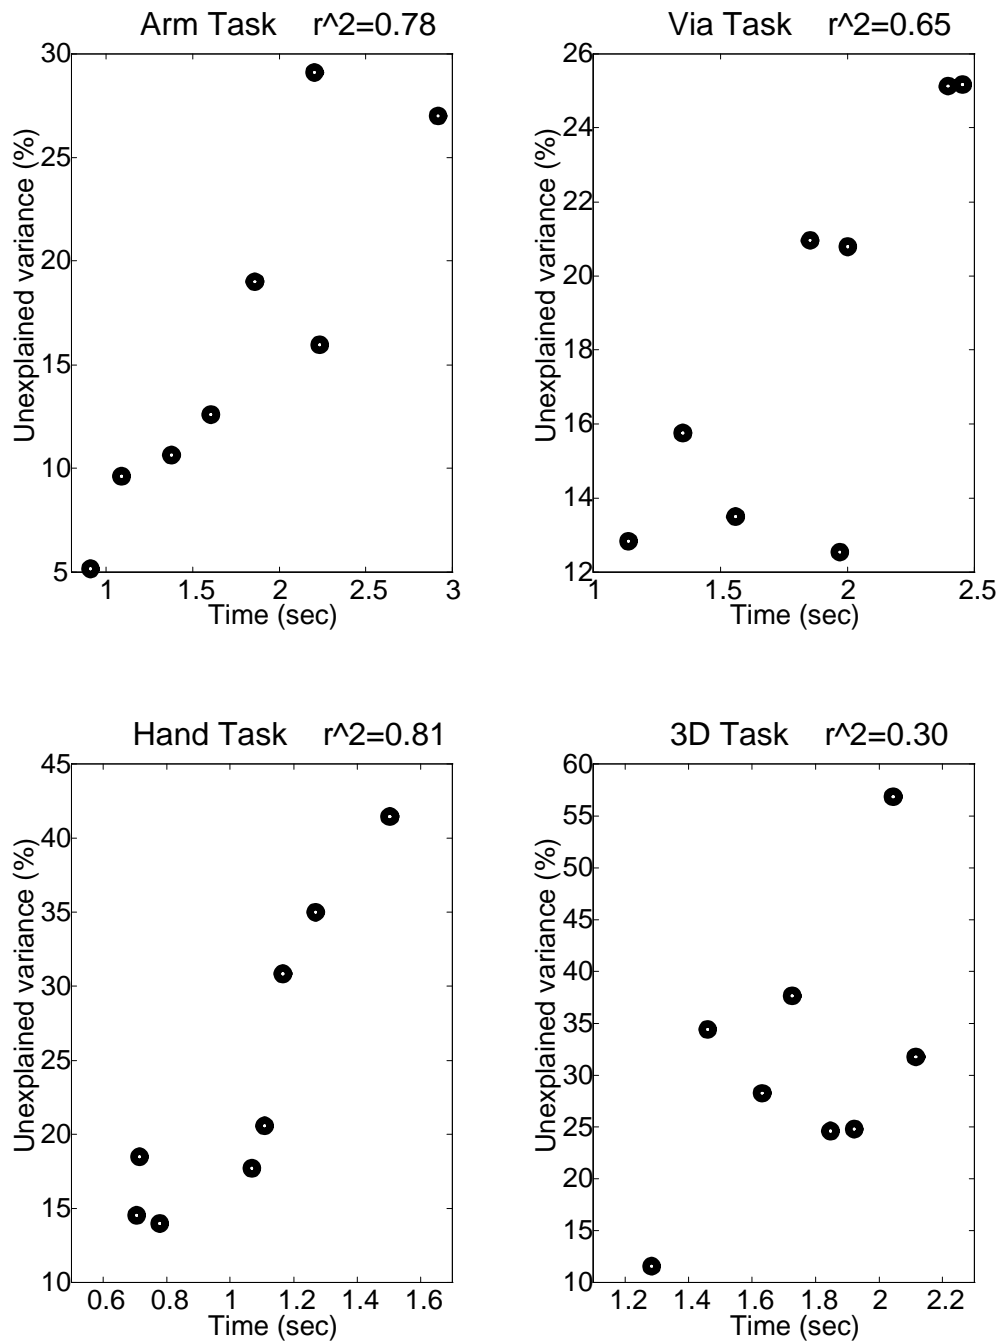 Arm Task r^2=0.78
Unexplained variance (%)
30
25
20
15
10
5
1 1.5 2 2.5 3
Time (sec)
Via Task r^2=0.65
Unexplained variance (%)
26
24
22
20
18
16
14
12
1 1.5 2 2.5
Time (sec)
Hand Task r^2=0.81
Unexplained variance (%)
45
40
35
30
25
20
15
10
0.6 0.8 1 1.2 1.4 1.6
Time (sec)
3D Task r^2=0.30
Unexplained variance (%)
60
55
50
45
40
35
30
25
20
15
10
1.2 1.4 1.6 1.8 2 2.2
Time (sec)